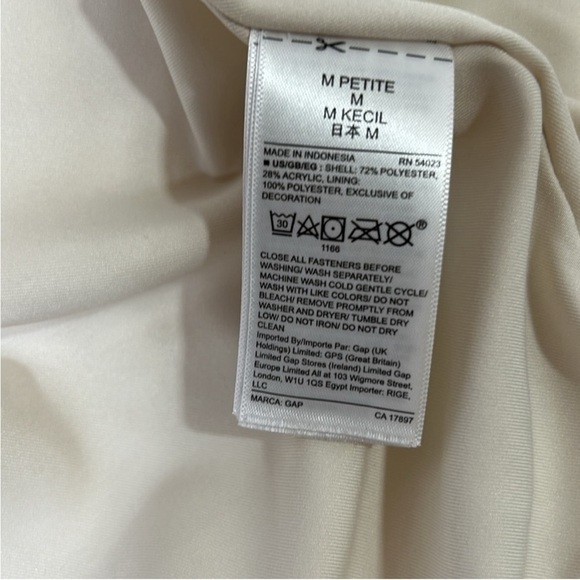 M PETITE
M
M KECIL
日本 M
MADE IN INDONESIA RN 54023
■ US/GB/EG : SHELL: 72% POLYESTER,
28% ACRYLIC, LINING:
100% POLYESTER, EXCLUSIVE OF
DECORATION
30 ®
1166
CLOSE ALL FASTENERS BEFORE
WASHING/ WASH SEPARATELY/
MACHINE WASH COLD GENTLE CYCLE/
WASH WITH LIKE COLORS/ DO NOT
BLEACH/ REMOVE PROMPTLY FROM
WASHER AND DRYER/ TUMBLE DRY
LOW/ DO NOT IRON/ DO NOT DRY
CLEAN
Imported By/Importe Par: Gap (UK
Holdings) Limited: GPS (Great Britain)
Limited Gap Stores (Ireland) Limited Gap
Europe Limited All at 103 Wigmore Street,
London, W1U 1QS Egypt Importer; RIGE,
LLC
MARCA: GAP CA 17897